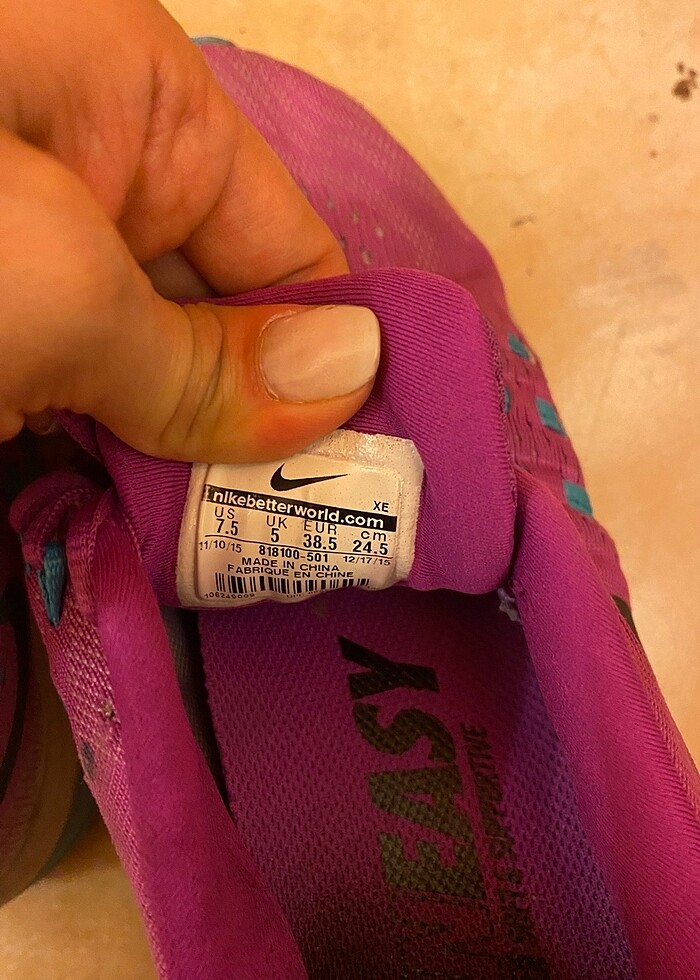 XE
nikebetterworld.com
US UK EUR cm
7.5 5 38.5 24.5
11/10/15 818100-501 12/17/15
MADE IN CHINA
FABRIQUE EN CHINE
EASY